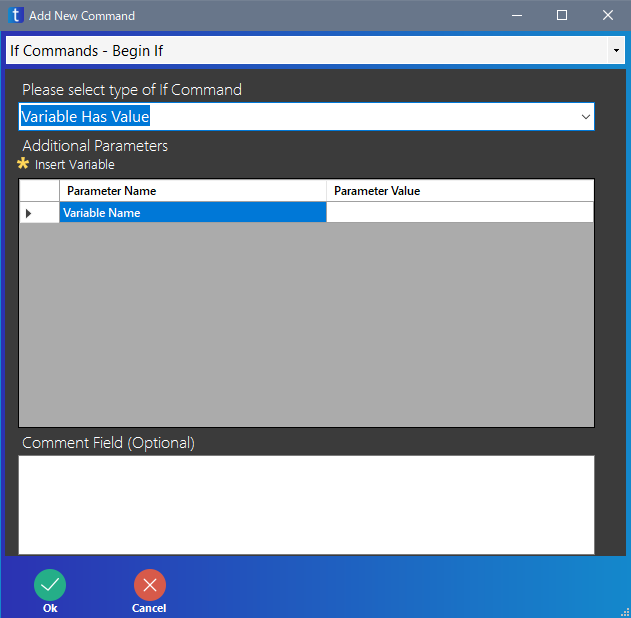 t Add New Command
If Commands - Begin If
Please select type of If Command
Variable Has Value
Additional Parameters
Insert Variable
Parameter Name Parameter Value
Variable Name
Comment Field (Optional)
Ok Cancel